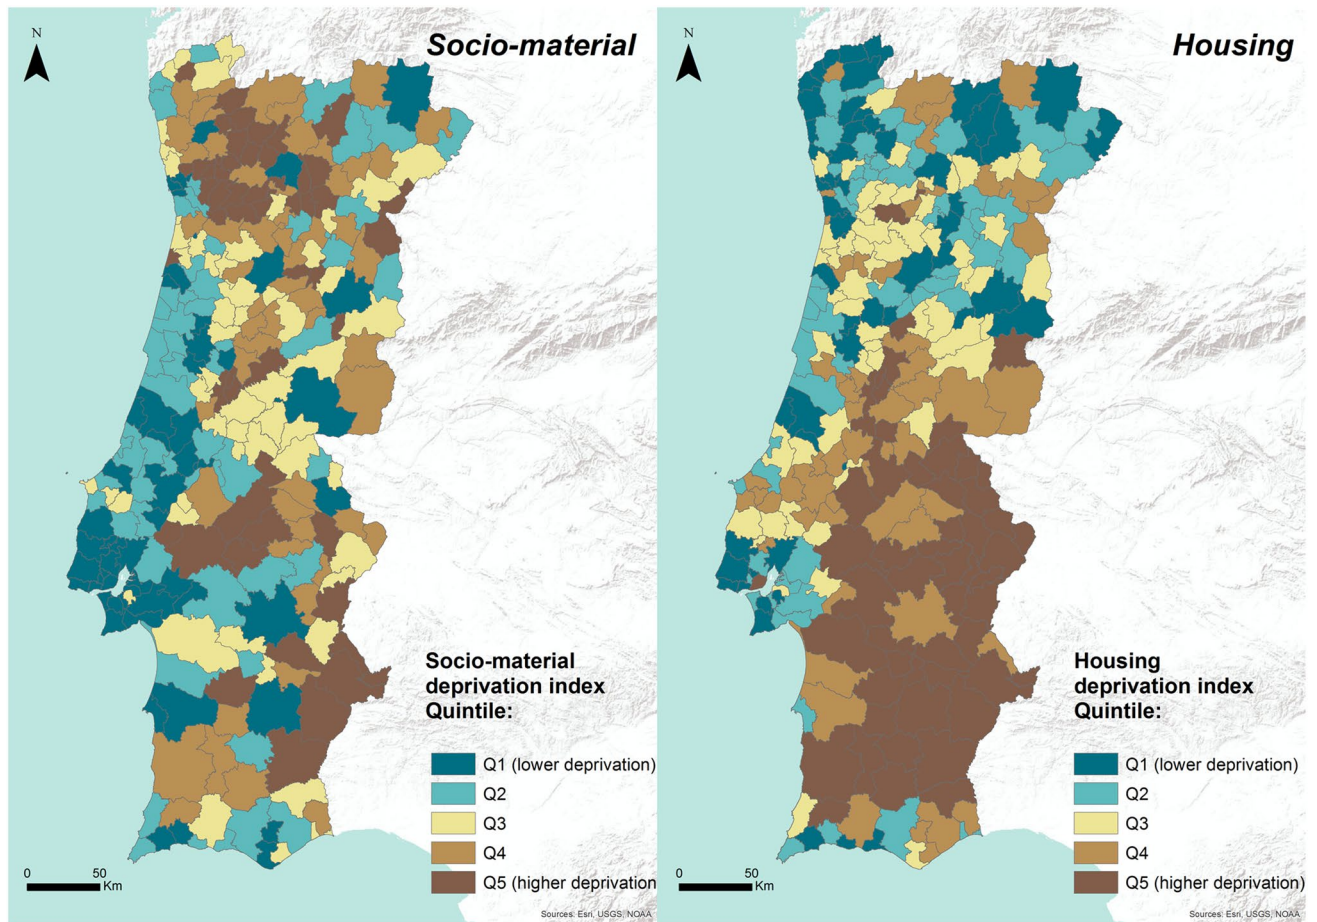 N
Socio-material
Socio-material
deprivation index
Quintile:
Q1 (lower deprivation)
Q2
Q3
Q4
Q5 (higher deprivation
0 50
Km
Sources: Esri, USGS, NOAA
N
Housing
Housing
deprivation index
Quintile:
Q1 (lower deprivation)
Q2
Q3
Q4
Q5 (higher deprivation)
0 50
Km
Sources: Esri, USGS, NOAA